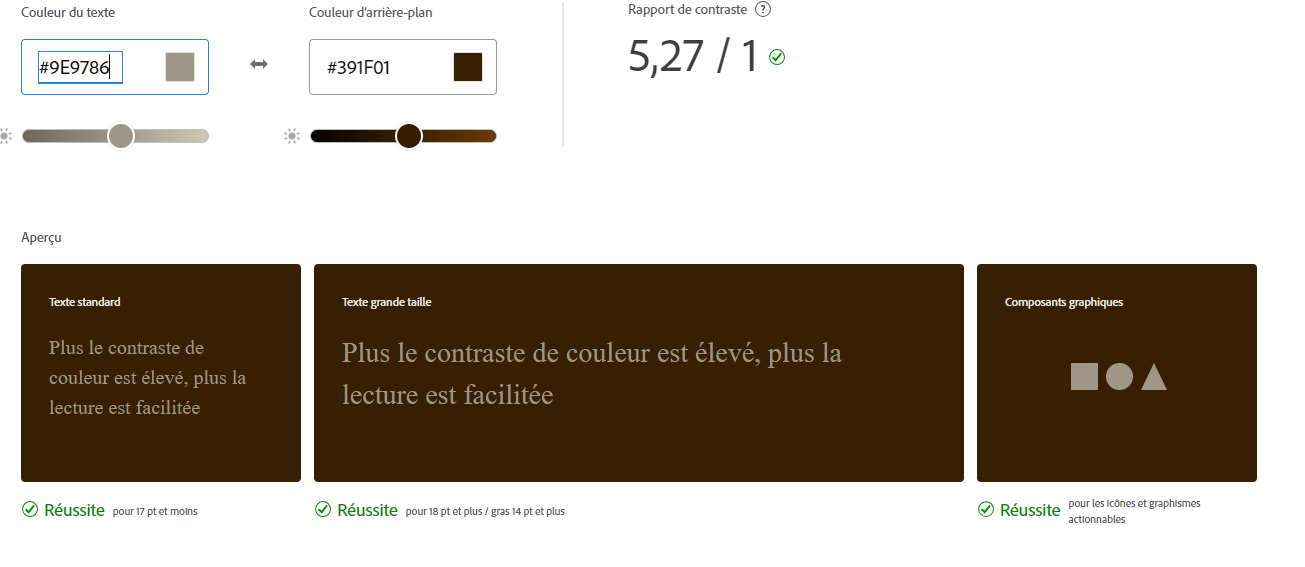 Couleur du texte
Couleur d'arrière-plan
Rapport de contraste ?
#9E9786
#391F01
5,27 / 1
Aperçu
Texte standard
Plus le contraste de
couleur est élevé, plus la
lecture est facilitée
Texte grande taille
Plus le contraste de couleur est élevé, plus la
lecture est facilitée
Composants graphiques
Réussite pour 17 pt et moins
Réussite pour 18 pt et plus / gras 14 pt et plus
Réussite pour les icônes et graphismes
actionnables